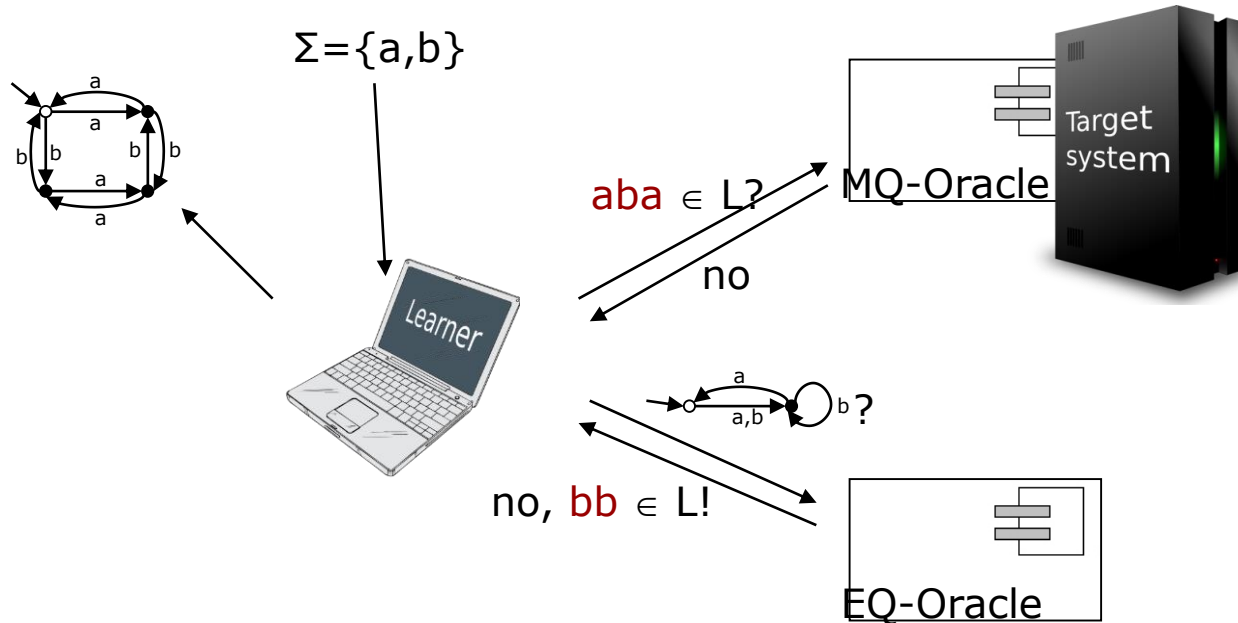 Σ={a,b}
a
a
b
b
b
b
a
a
Target
system
MQ-Oracle
aba ∈ L?
no
Learner
a
a,b
b
?
no, bb ∈ L!
EQ-Oracle